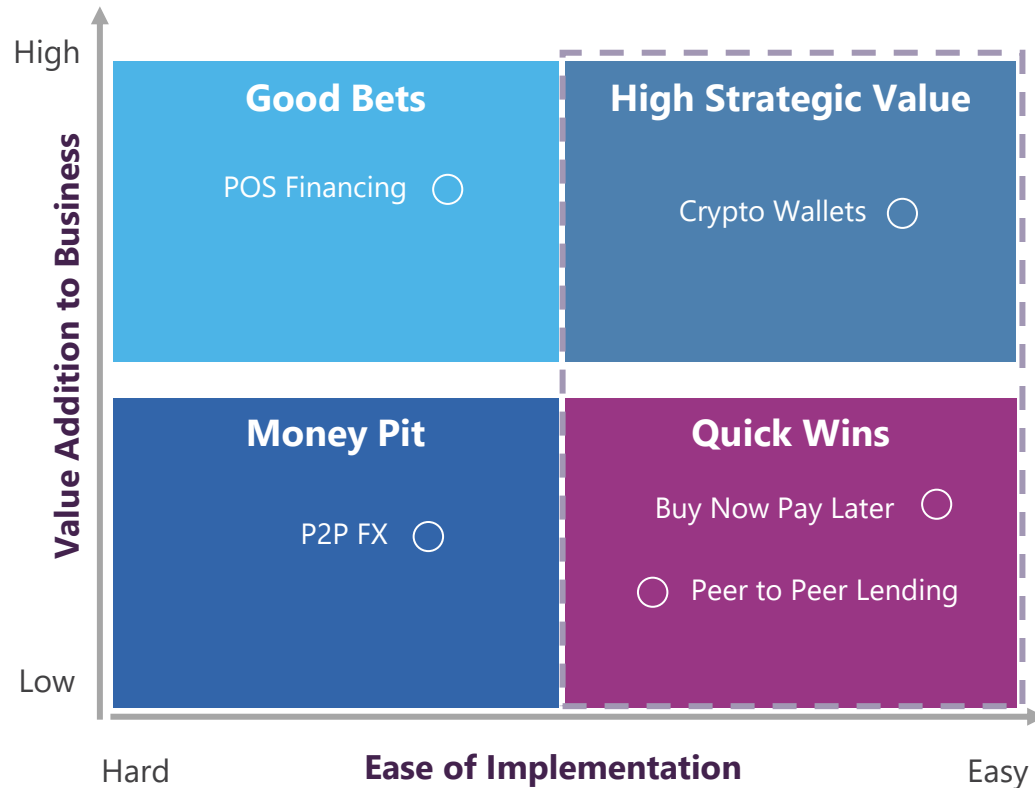 High
Value Addition to Business
Good Bets
POS Financing
High Strategic Value
Crypto Wallets
Money Pit
P2P FX
Quick Wins
Buy Now Pay Later
Peer to Peer Lending
Low
Hard
Ease of Implementation
Easy